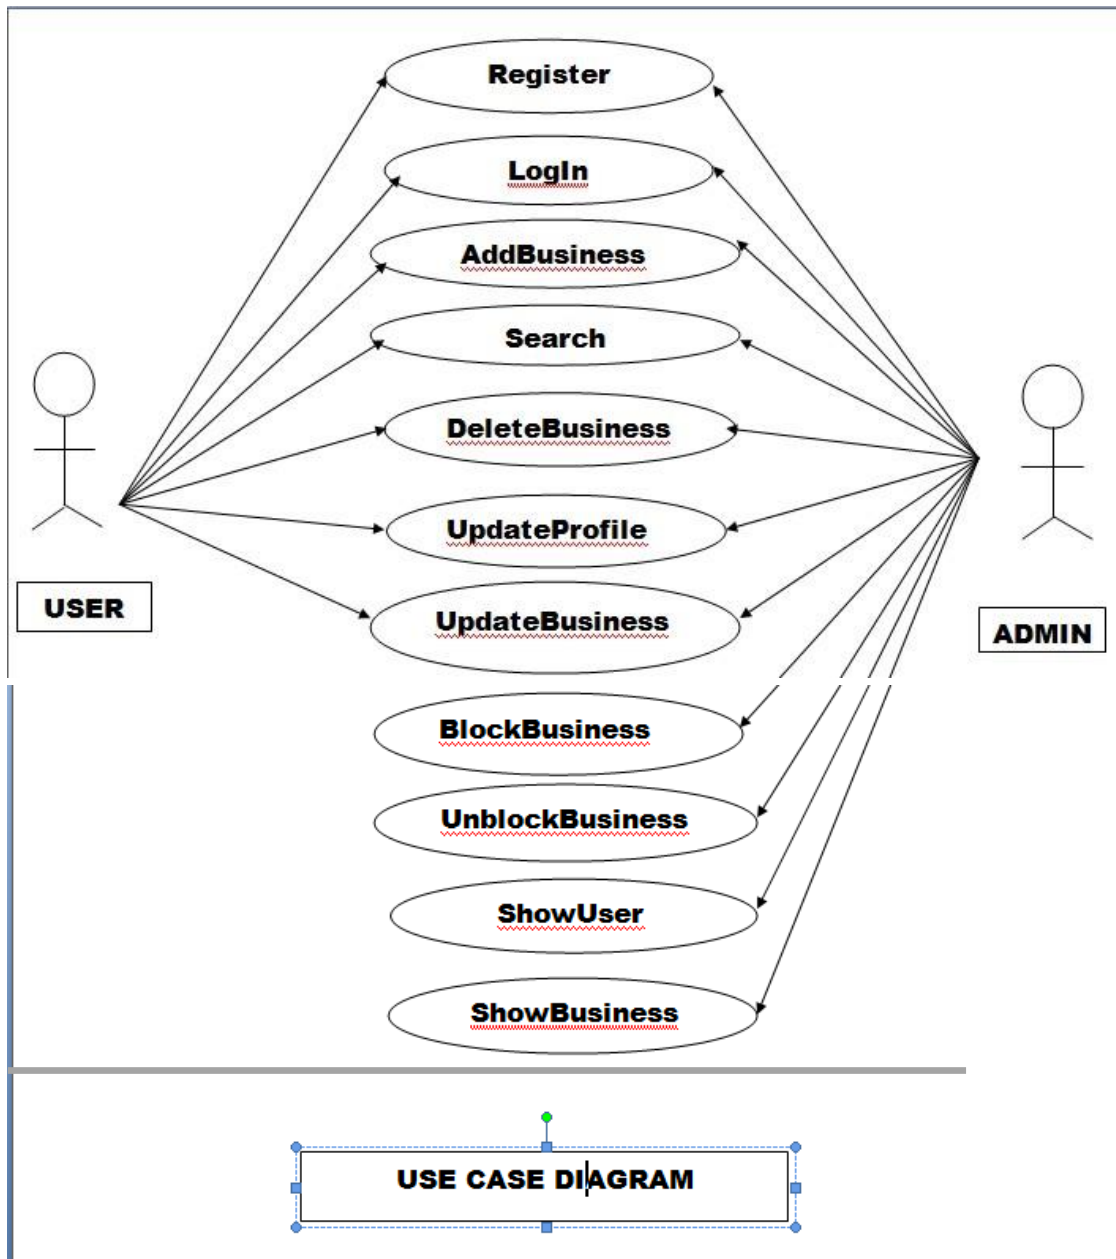 Register
LogIn
AddBusiness
Search
DeleteBusiness
UpdateProfile
USER
UpdateBusiness
ADMIN
BlockBusiness
UnblockBusiness
ShowUser
ShowBusiness
USE CASE DIAGRAM